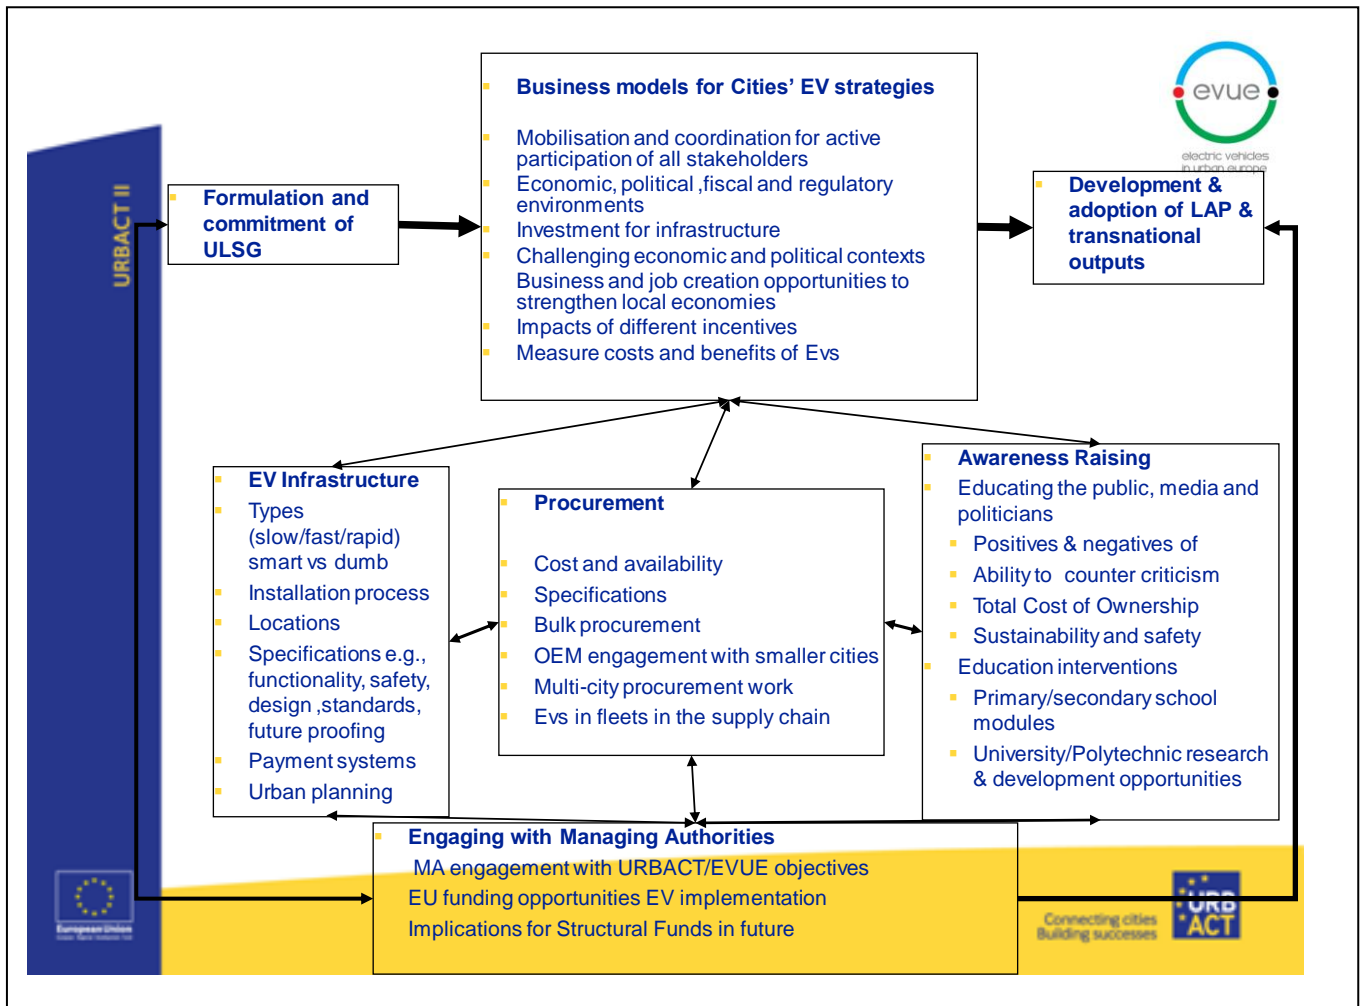 Business models for Cities' EV strategies
Mobilisation and coordination for active
participation of all stakeholders
Economic, political ,fiscal and regulatory
environments
Investment for infrastructure
Challenging economic and political contexts
Business and job creation opportunities to
strengthen local economies
Impacts of different incentives
Measure costs and benefits of Evs
evue
electric vehicles
in urban europe
URBACT II
Formulation and
commitment of
ULSG
Development &
adoption of LAP &
transnational
outputs
EV Infrastructure
Types
(slow/fast/rapid)
smart vs dumb
Installation process
Locations
Specifications e.g.,
functionality, safety,
design ,standards,
future proofing
Payment systems
Urban planning
Procurement
Cost and availability
Specifications
Bulk procurement
OEM engagement with smaller cities
Multi-city procurement work
Evs in fleets in the supply chain
Awareness Raising
Educating the public, media and
politicians
Positives & negatives of
Ability to counter criticism
Total Cost of Ownership
Sustainability and safety
Education interventions
Primary/secondary school
modules
University/Polytechnic research
& development opportunities
Engaging with Managing Authorities
MA engagement with URBACT/EVUE objectives
EU funding opportunities EV implementation
Implications for Structural Funds in future
European Union
Connecting cities
Building successes
URB
ACT